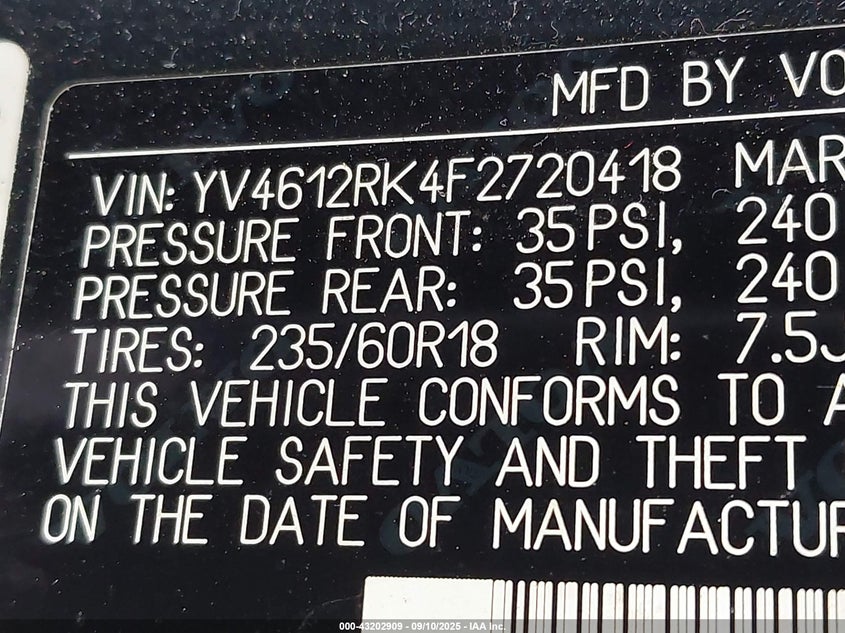 MFD BY VO
VIN: YV4612RK4F2720418 MAR
PRESSURE FRONT: 35PSI, 240
PRESSURE REAR: 35PSI, 240
TIRES: 235/60R18 RIM: 7.5J
THIS VEHICLE CONFORMS TO A
VEHICLE SAFETY AND THEFT
ON THE DATE OF MANUFACTUR
000-43202909 - 09/10/2025 - IAA Inc.